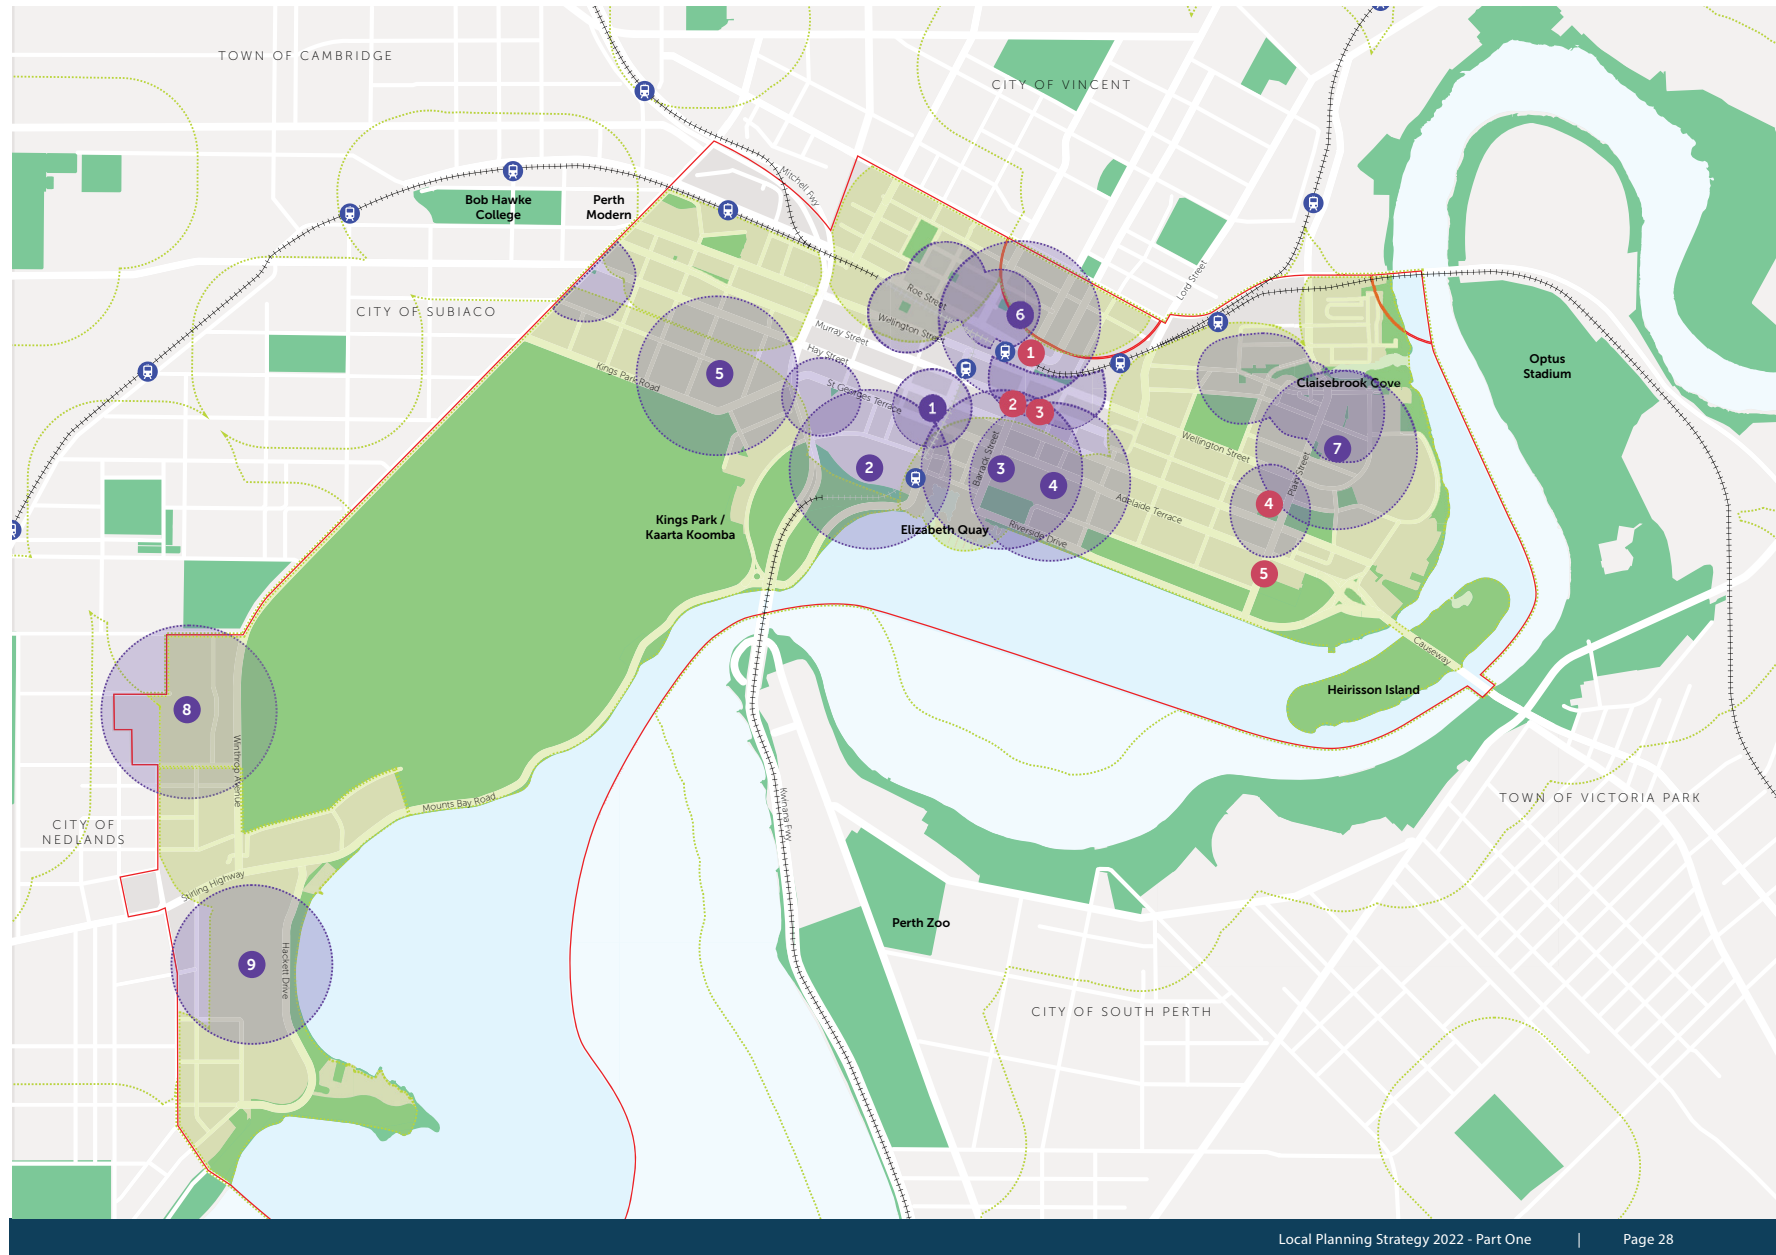 TOWN OF CAMBRIDGE
CITY OF VINCENT
Mitchell Fwy
Bob Hawke
College
Perth
Modern
Lord Street
CITY OF SUBIACO
Roe Street
Wellington Stre
Murray Street
Hay Street
St Georges Terrace
Kings Park Road
6
1
5
1
2
3
Claisebrook Cove
Optus
Stadium
Barrack Street
Wellington Street
Plain Street
7
2
3
4
4
Adelaide Terrace
Riverside Drive
Elizabeth Quay
Kings Park /
Kaarta Koomba
5
Causeway
Heirisson Island
8
Winthrop Avenue
Mounts Bay Road
Kwinana Fwy
TOWN OF VICTORIA PARK
CITY OF
NEDLANDS
Stirling Highway
Perth Zoo
9
Hackett Drive
CITY OF SOUTH PERTH
Local Planning Strategy 2022 - Part One | Page 28